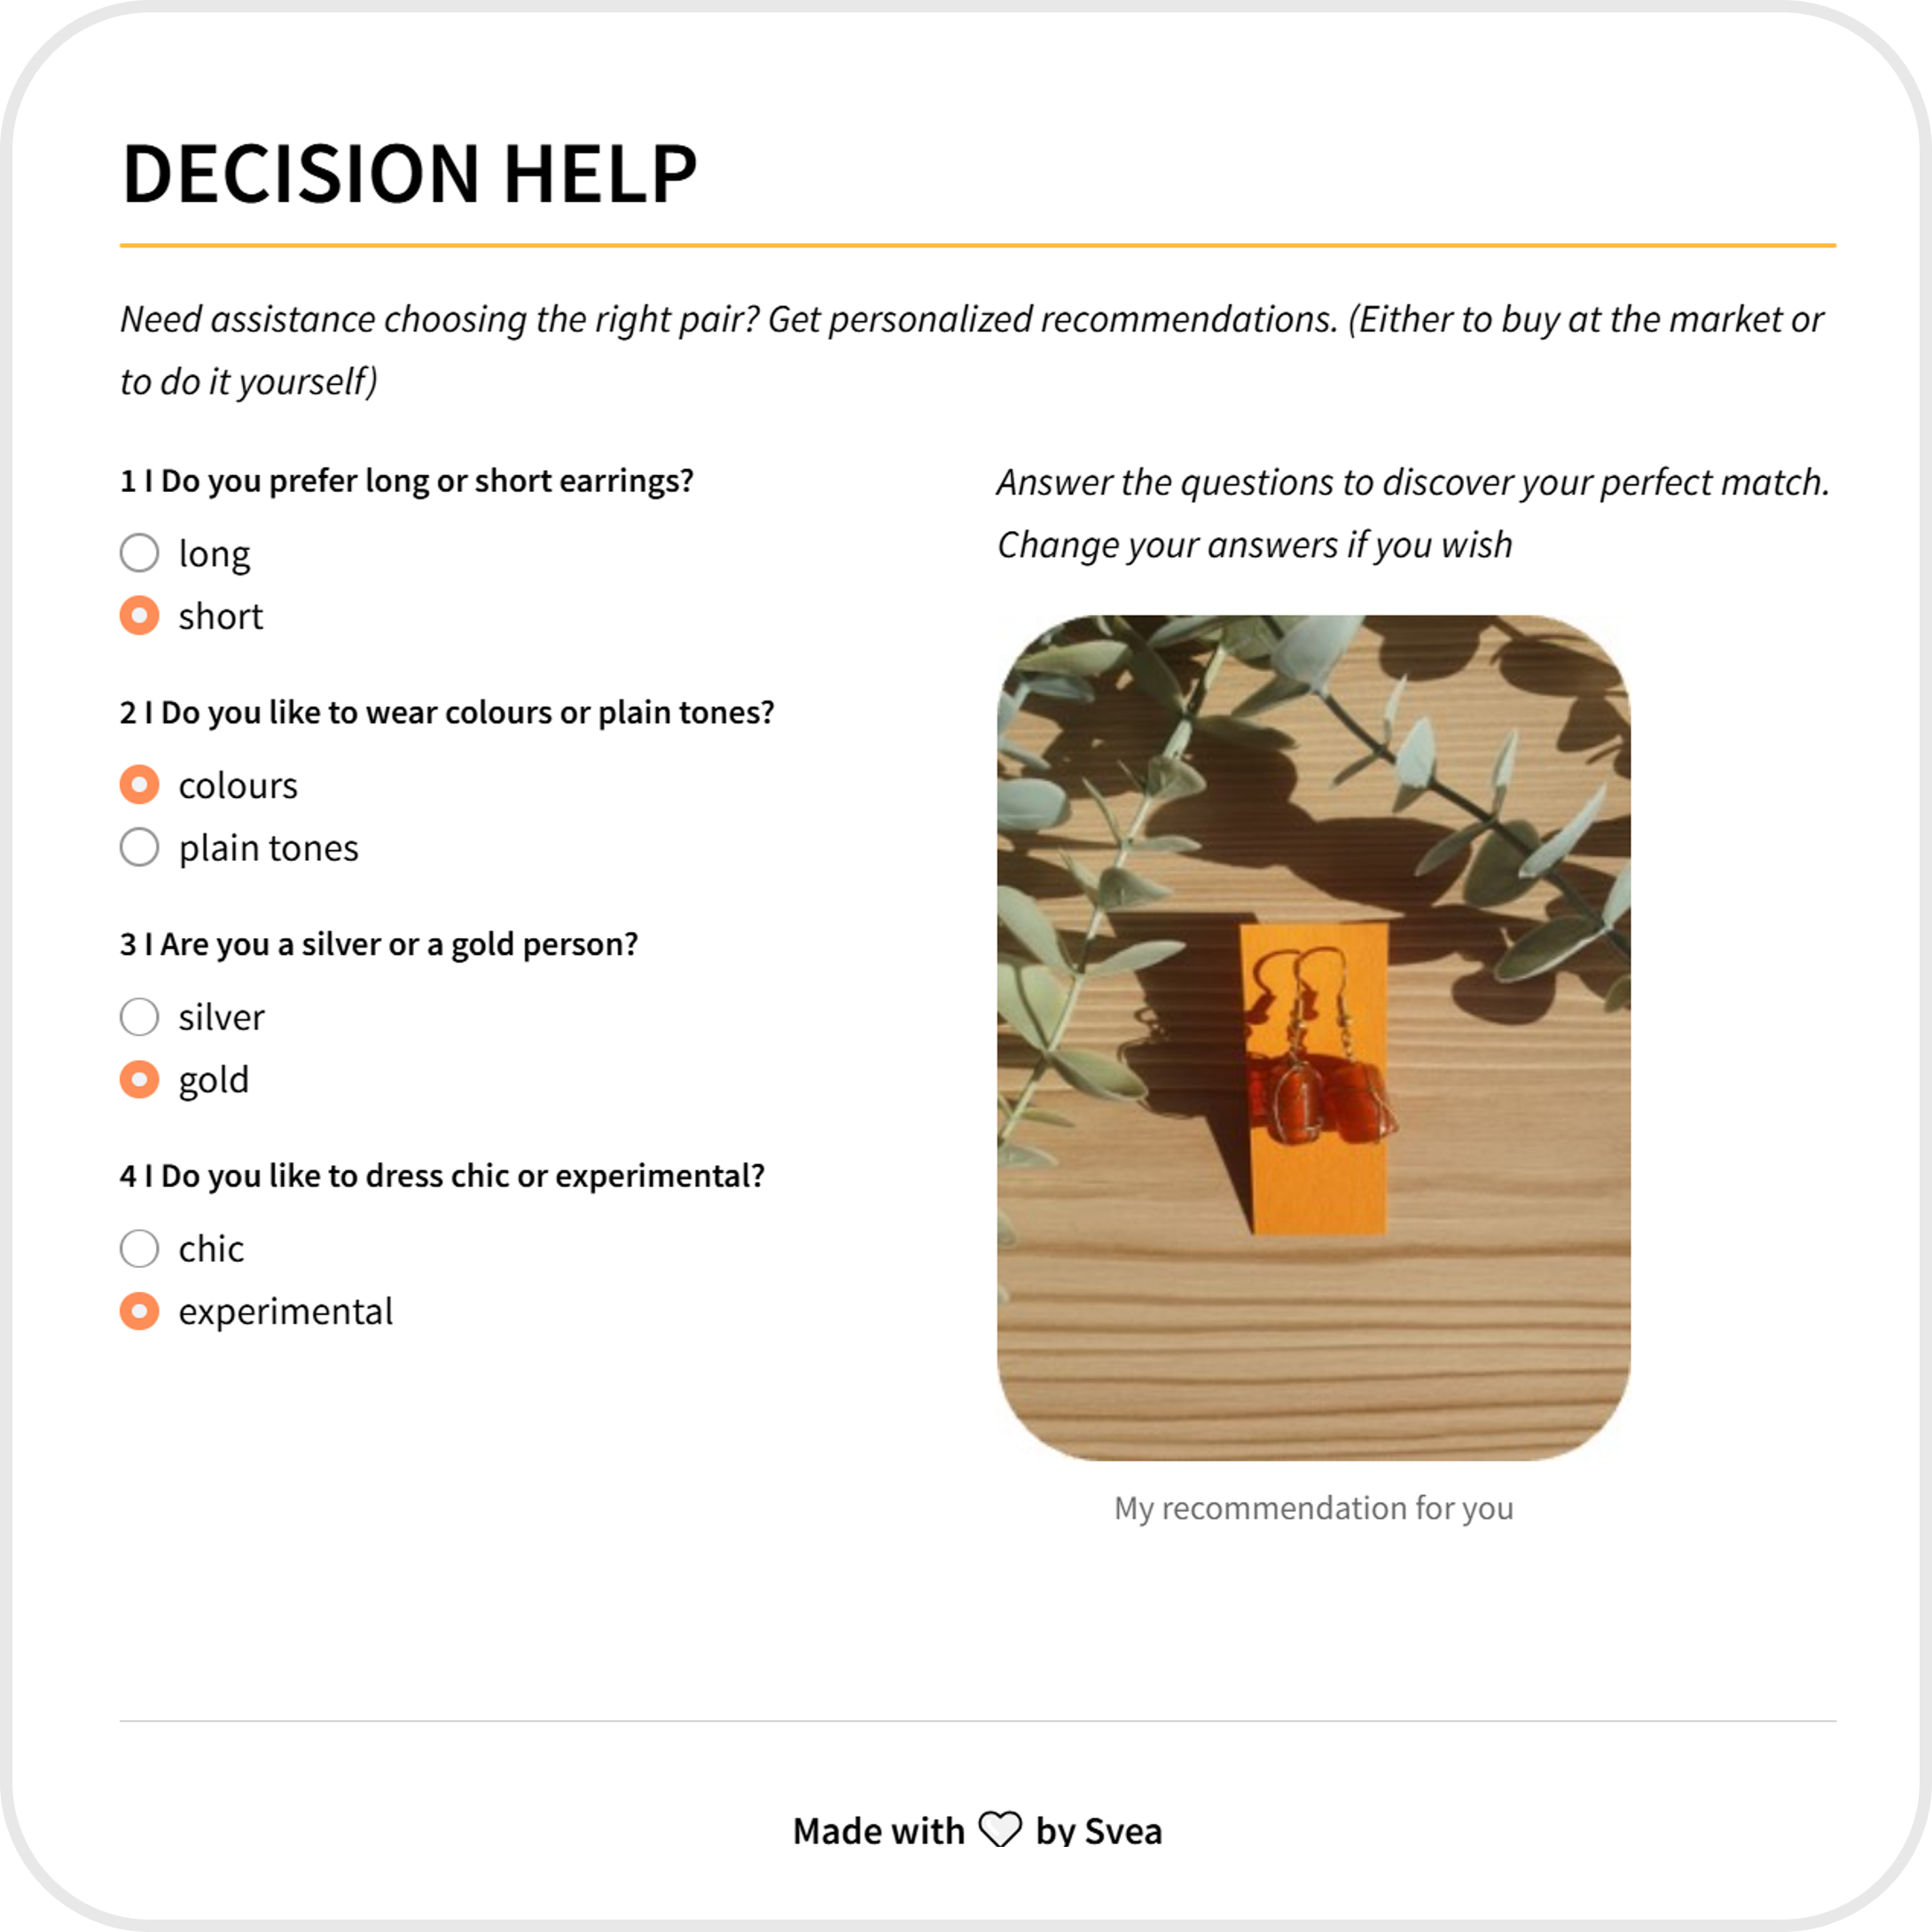 DECISION HELP
Need assistance choosing the right pair? Get personalized recommendations. (Either to buy at the market or
to do it yourself)
1 I Do you prefer long or short earrings?
long
short
2 I Do you like to wear colours or plain tones?
colours
plain tones
3 I Are you a silver or a gold person?
silver
gold
4 I Do you like to dress chic or experimental?
chic
experimental
Answer the questions to discover your perfect match.
Change your answers if you wish
My recommendation for you
Made with ♡ by Svea